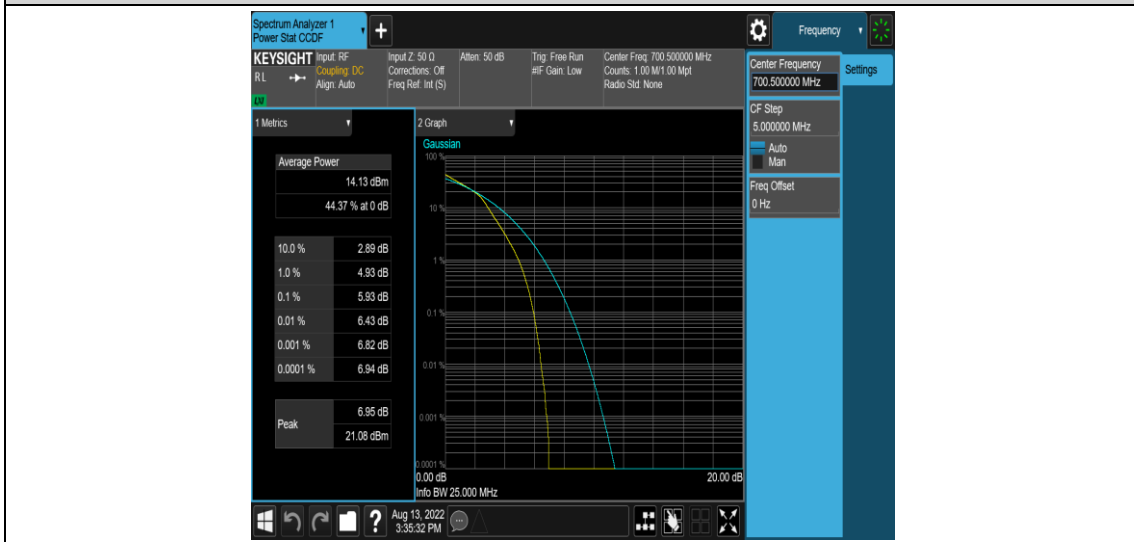 Spectrum Analyzer 1
Power Stat CCDF
+
Frequency
KEYSIGHT
RL
LXI
Input: RF
Coupling: DC
Align: Auto
Input Z: 50 Ω
Corrections: Off
Freq Ref: Int (S)
Atten: 50 dB
Trig: Free Run
#IF Gain: Low
Center Freq: 700.500000 MHz
Counts: 1.00 M/1.00 Mpt
Radio Std: None
Center Frequency
700.500000 MHz
Settings
CF Step
5.000000 MHz
Auto
Man
Freq Offset
0 Hz
1 Metrics
Average Power
14.13 dBm
44.37 % at 0 dB
10.0 % 2.89 dB
1.0 % 4.93 dB
0.1 % 5.93 dB
0.01 % 6.43 dB
0.001 % 6.82 dB
0.0001 % 6.94 dB
Peak 6.95 dB
21.08 dBm
2 Graph
Gaussian
100 %
10 %
1 %
0.1 %
0.01 %
0.001 %
0.0001 %
0.00 dB 20.00 dB
Info BW 25.000 MHz
?
Aug 13, 2022
3:35:32 PM